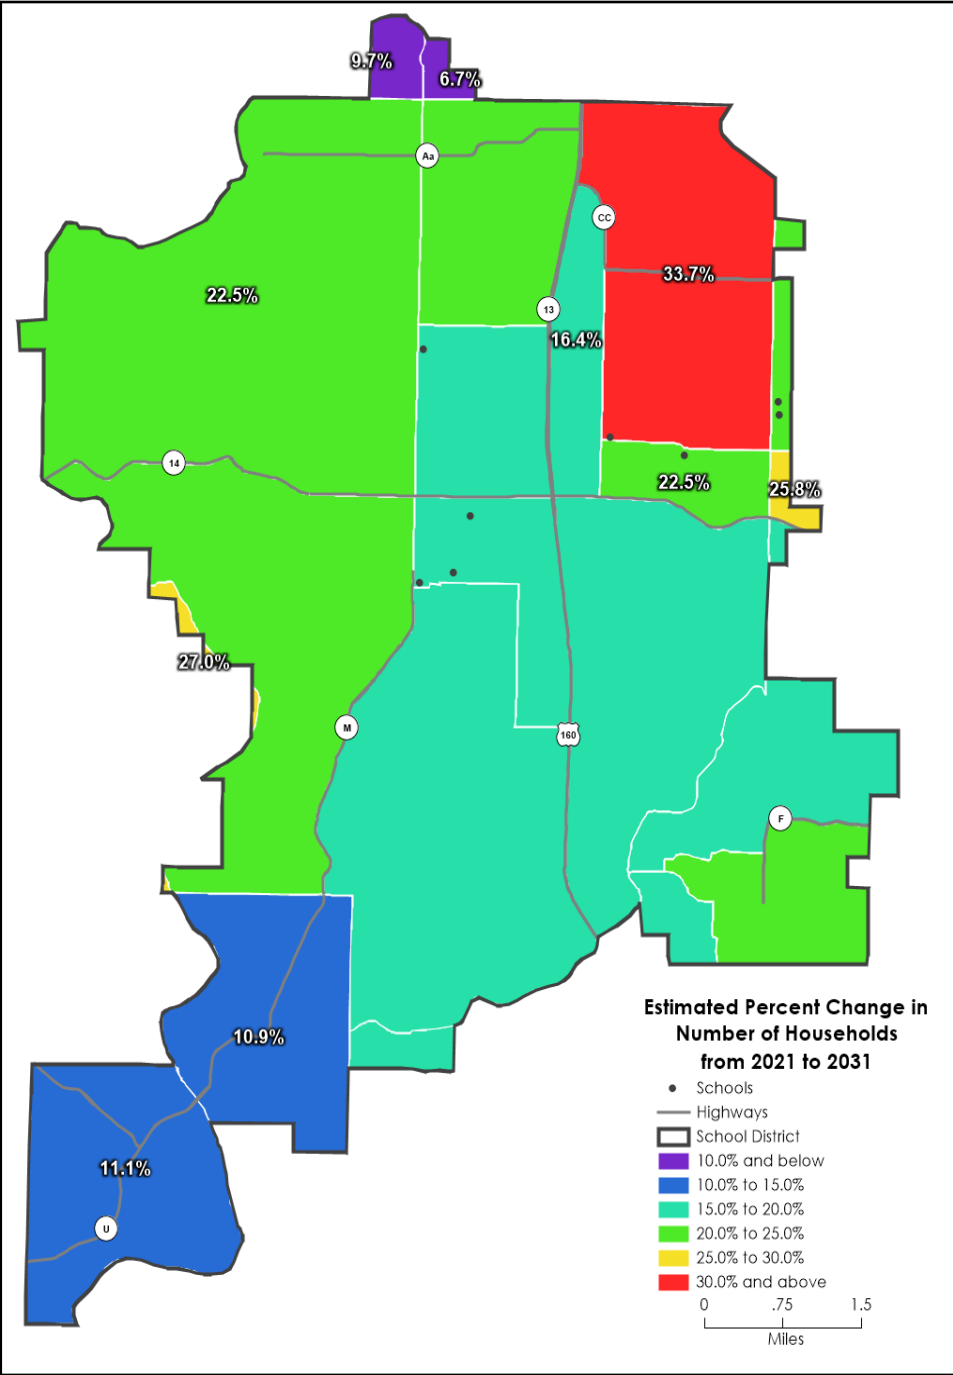 9.7%
6.7%
Aa
CC
33.7%
22.5%
13
16.4%
14
22.5%
25.8%
27.0%
M
160
F
10.9%
11.1%
U
Estimated Percent Change in
Number of Households
from 2021 to 2031
Schools
Highways
School District
10.0% and below
10.0% to 15.0%
15.0% to 20.0%
20.0% to 25.0%
25.0% to 30.0%
30.0% and above
0 .75 1.5
Miles